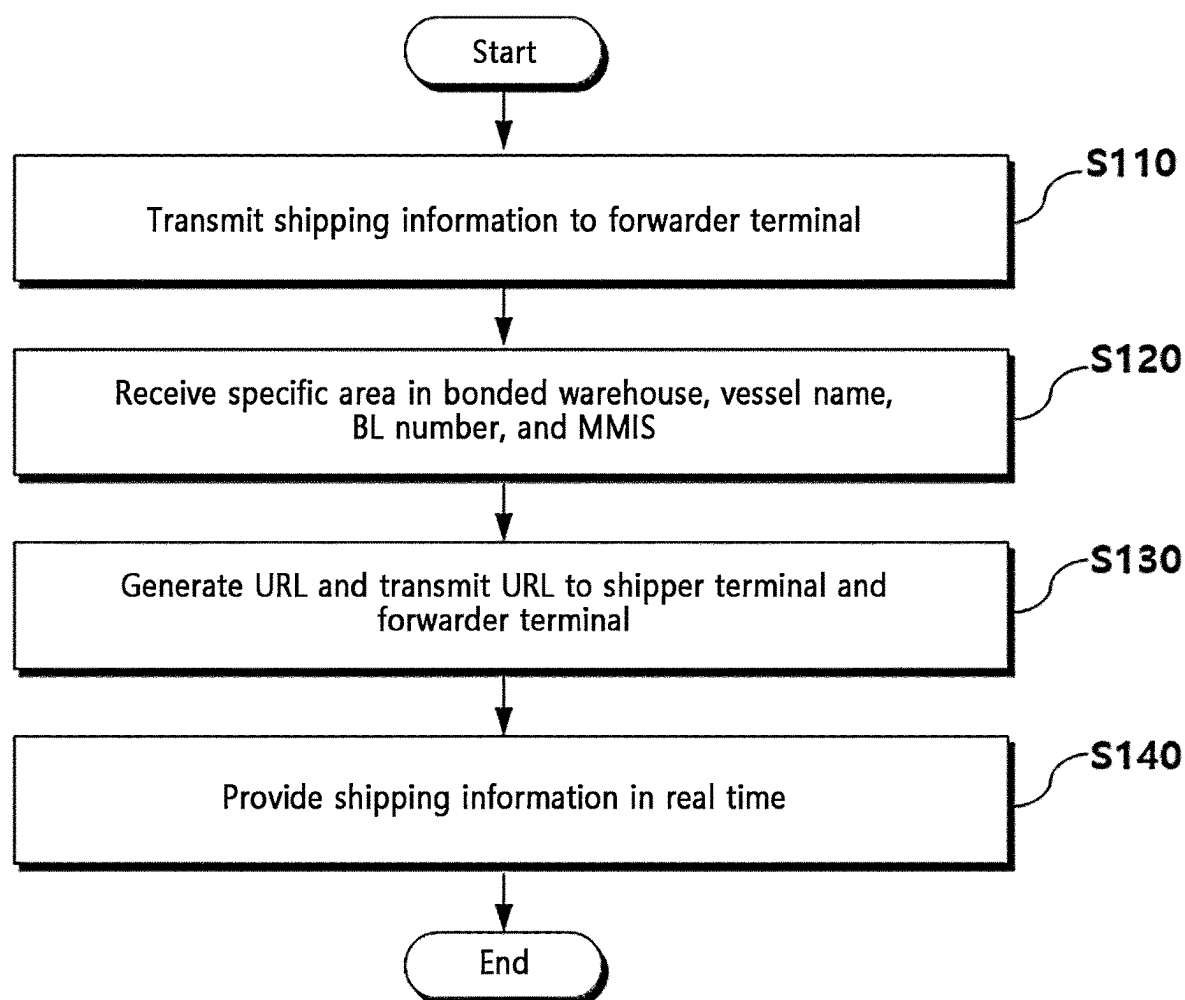 Start
S110
Transmit shipping information to forwarder terminal
S120
Receive specific area in bonded warehouse, vessel name,
BL number, and MMIS
S130
Generate URL and transmit URL to shipper terminal and
forwarder terminal
S140
Provide shipping information in real time
End